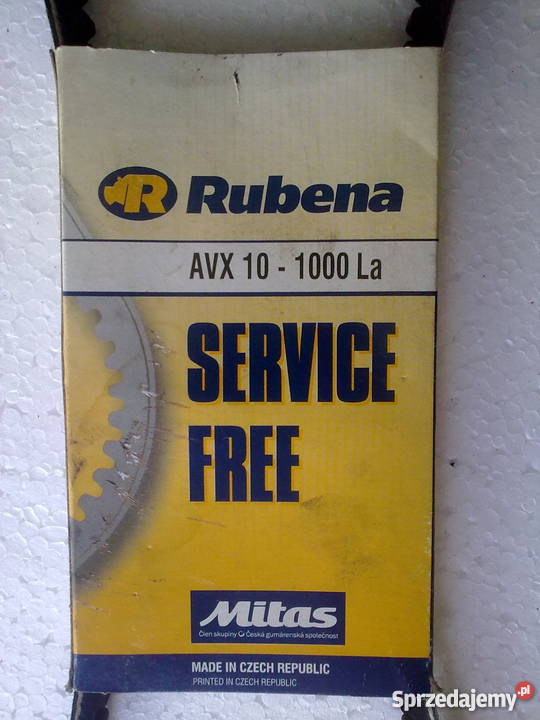 R Rubena
AVX 10 - 1000 La
SERVICE
FREE
Mitas
Člen skupiny Česká gumárenská společnost
MADE IN CZECH REPUBLIC
PRINTED IN CZECH REPUBLIC
Sprzedajemy.pl